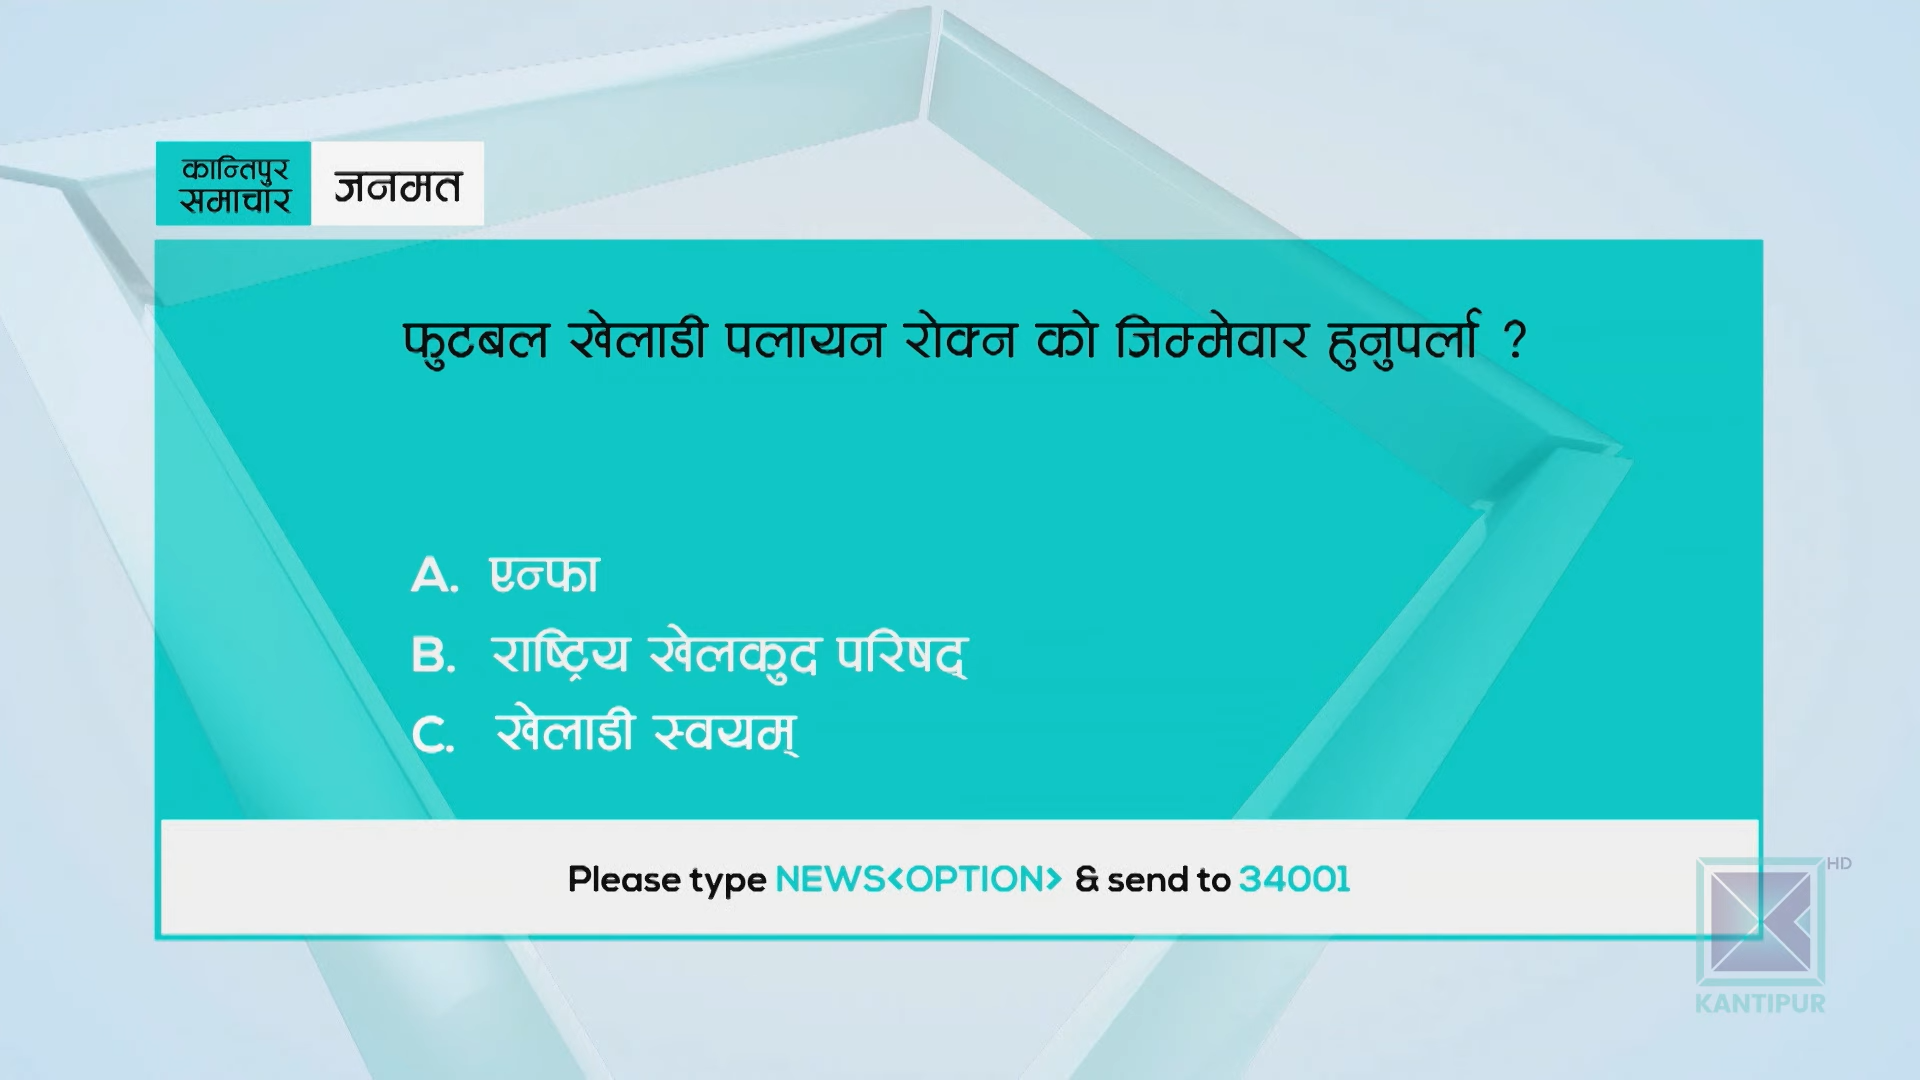 कान्तिपुर
समाचार
जनमत
फुटबल खेलाडी पलायन रोक्न को जिम्मेवार हुनुपर्ला ?
A. एन्फा
B. राष्ट्रिय खेलकुद परिषद्
C. खेलाडी स्वयम्
Please type NEWS<OPTION> & send to 34001
HD
KANTIPUR